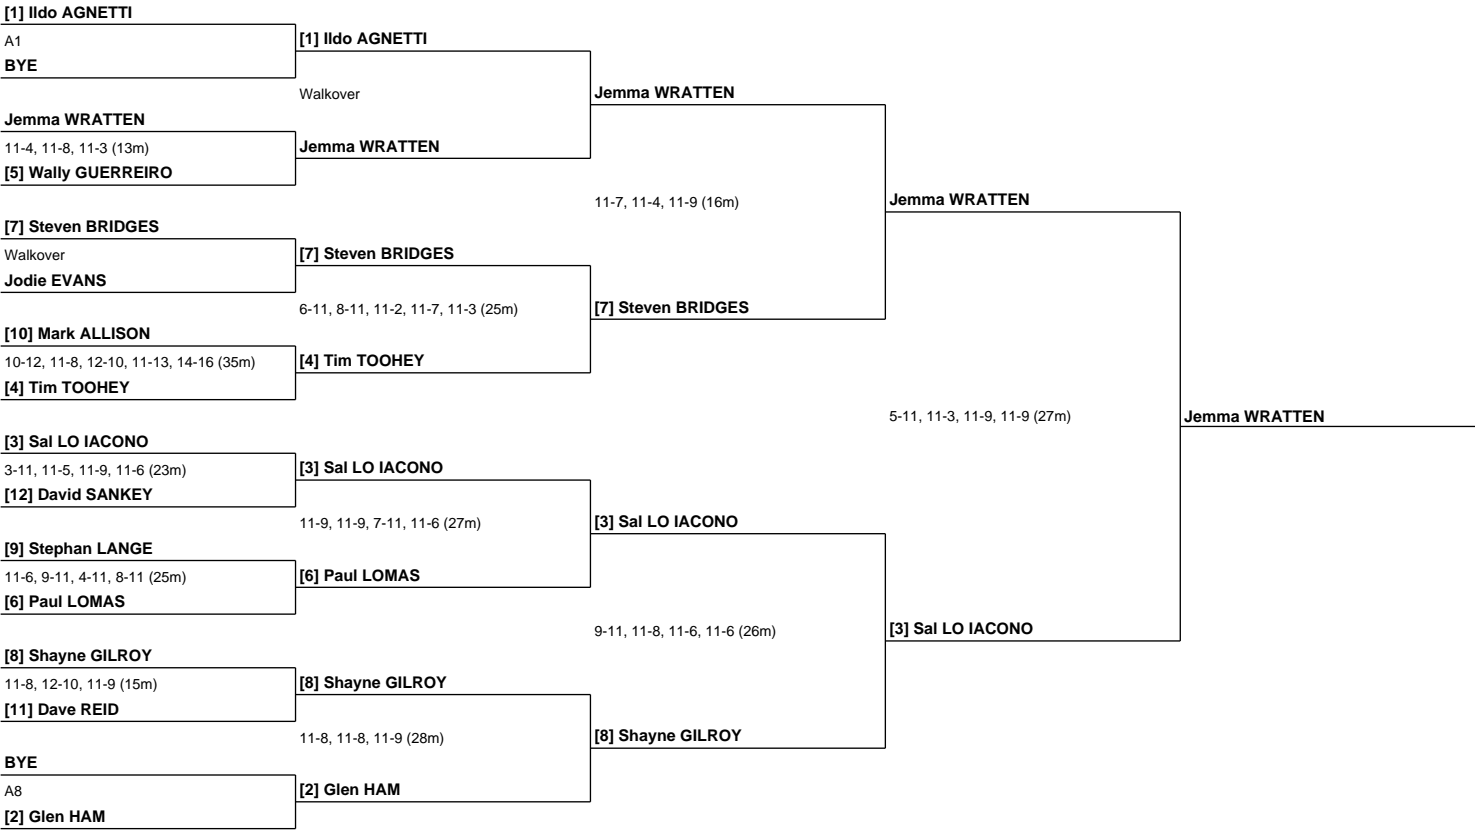 [1] Ildo AGNETTI
A1
BYE
Jemma WRATTEN
11-4, 11-8, 11-3 (13m)
[5] Wally GUERREIRO
[7] Steven BRIDGES
Walkover
Jodie EVANS
[10] Mark ALLISON
10-12, 11-8, 12-10, 11-13, 14-16 (35m)
[4] Tim TOOHEY
[3] Sal LO IACONO
3-11, 11-5, 11-9, 11-6 (23m)
[12] David SANKEY
[9] Stephan LANGE
11-6, 9-11, 4-11, 8-11 (25m)
[6] Paul LOMAS
[8] Shayne GILROY
11-8, 12-10, 11-9 (15m)
[11] Dave REID
BYE
A8
[2] Glen HAM
[1] Ildo AGNETTI
Walkover
Jemma WRATTEN
[7] Steven BRIDGES
6-11, 8-11, 11-2, 11-7, 11-3 (25m)
[4] Tim TOOHEY
[3] Sal LO IACONO
11-9, 11-9, 7-11, 11-6 (27m)
[6] Paul LOMAS
[8] Shayne GILROY
11-8, 11-8, 11-9 (28m)
[2] Glen HAM
Jemma WRATTEN
11-7, 11-4, 11-9 (16m)
[7] Steven BRIDGES
[3] Sal LO IACONO
9-11, 11-8, 11-6, 11-6 (26m)
[8] Shayne GILROY
Jemma WRATTEN
5-11, 11-3, 11-9, 11-9 (27m)
[3] Sal LO IACONO
Jemma WRATTEN